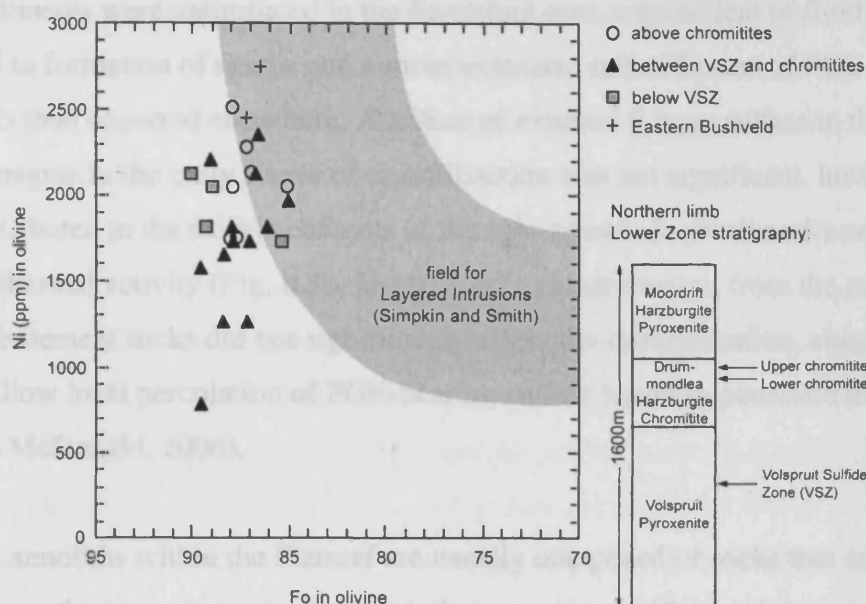 3000
2500
2000
1500
1000
500
0
Ni (ppm) in olivine
95
90
85
80
75
70
Fo in olivine
field for
Layered Intrusions
(Simpkin and Smith)
above chromitites
between VSZ and chromitites
below VSZ
Eastern Bushveld
Northern limb
Lower Zone stratigraphy
1600m
Moordrift
Harzburgite
Pyroxenite
Drum-
mondlea
Harzburgite
Chromitite
Volspruit
Pyroxenite
Upper chromitite
Lower chromitite
Volspruit Sulfide
Zone (VSZ)